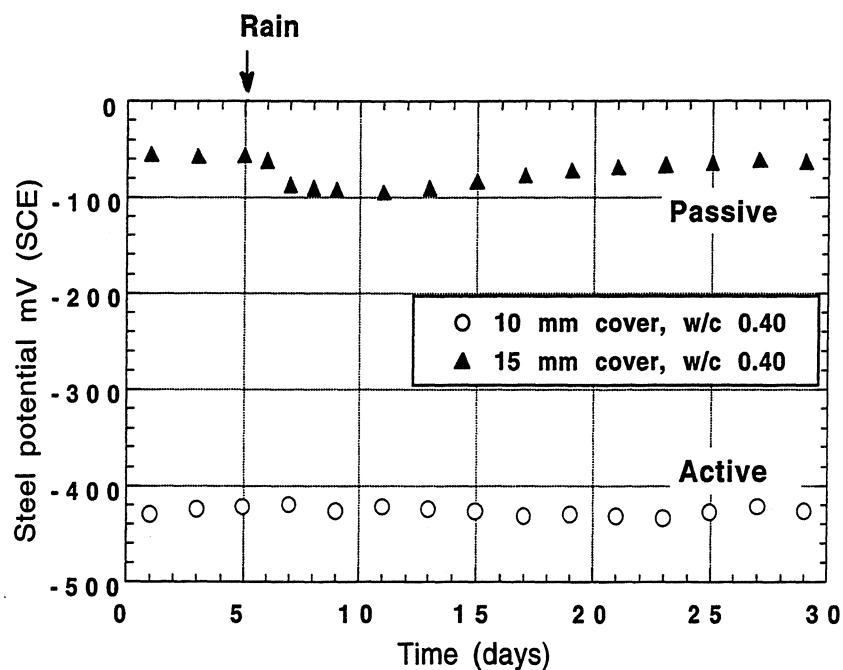 Rain
0
-100
-200
-300
-400
-500
Steel potential mV (SCE)
Passive
10 mm cover, w/c 0.40
15 mm cover, w/c 0.40
Active
0 5 10 15 20 25 30
Time (days)